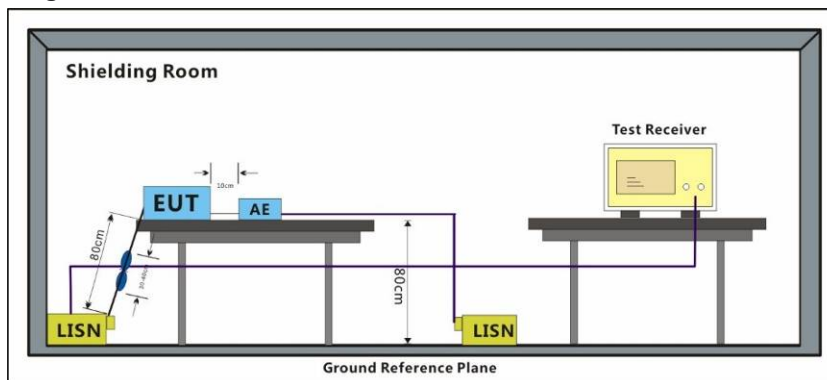 Shielding Room
Test Receiver
10cm
EUT
AE
80cm
80cm
LISN
LISN
Ground Reference Plane